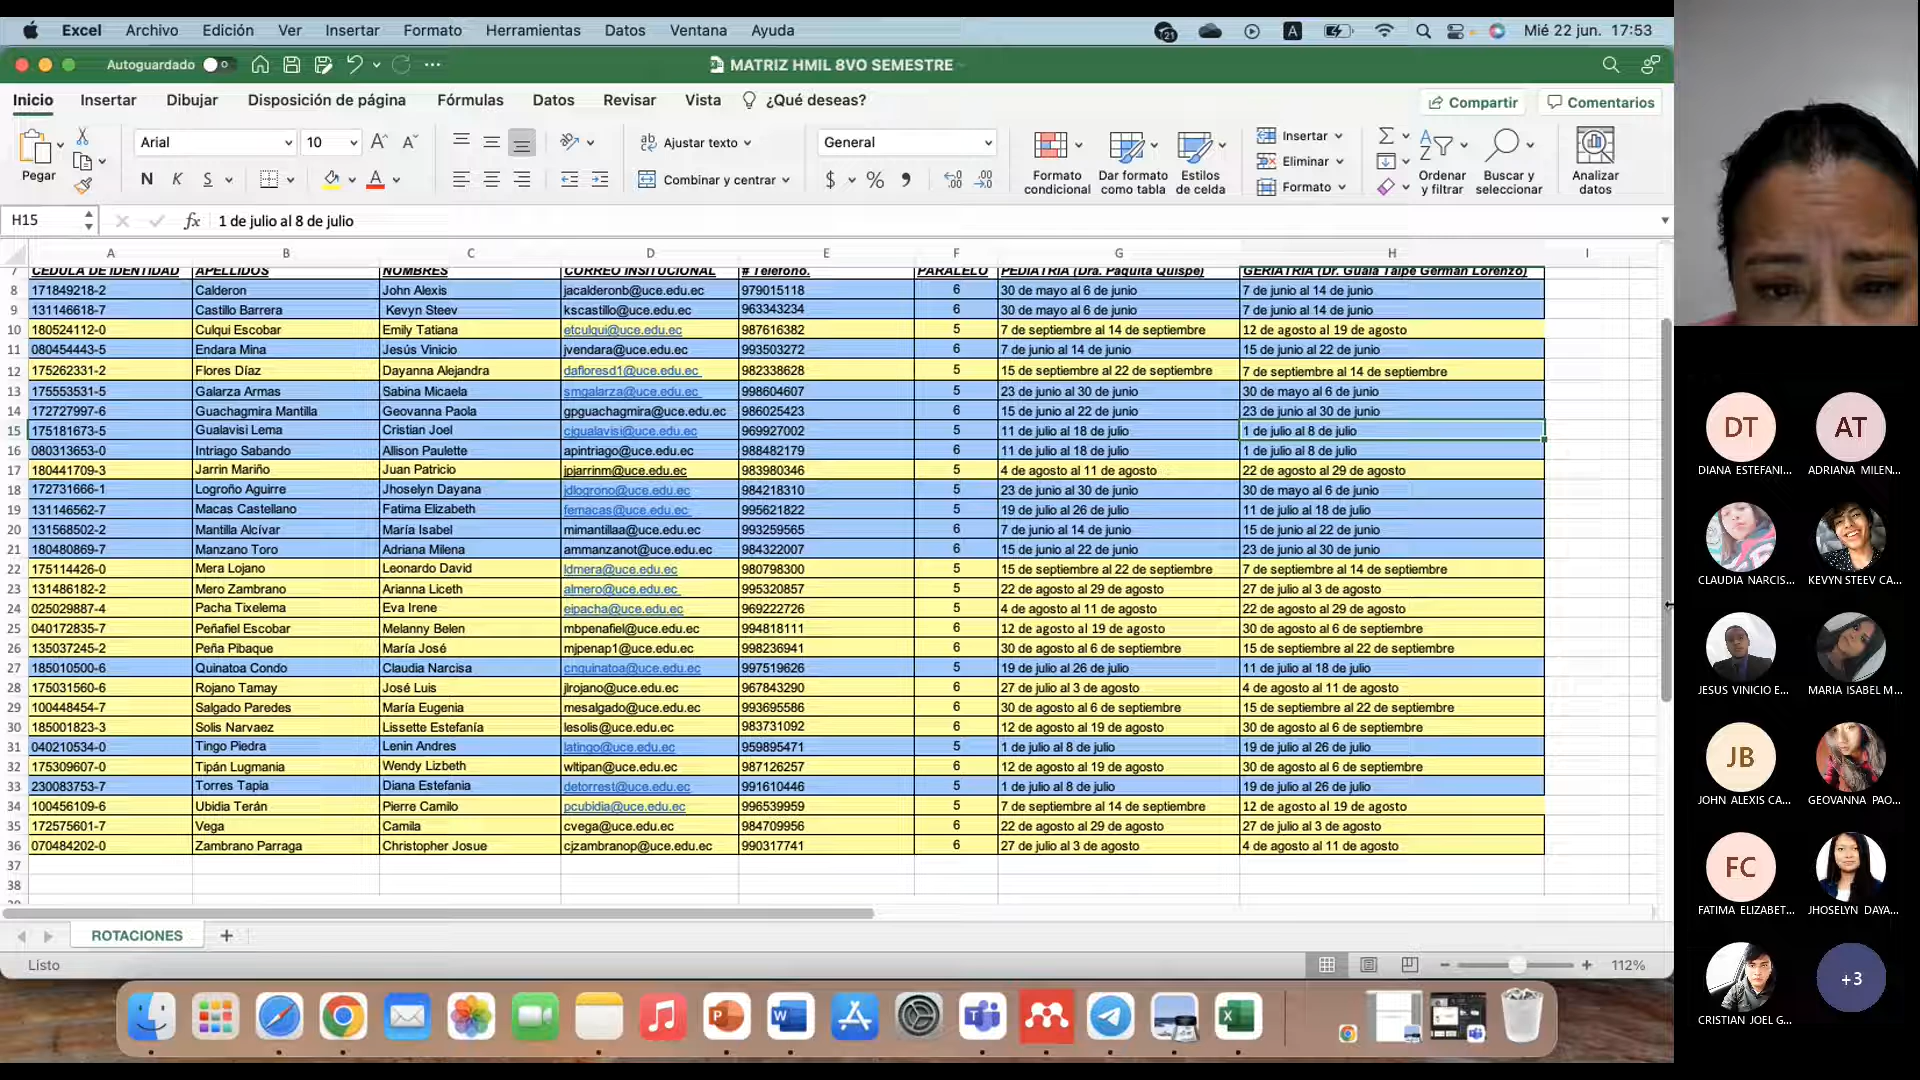 Excel Archivo Edición Ver Insertar Formato Herramientas Datos Ventana Ayuda 21 A Mié 22 jun. 17:53
Autoguardado MATRIZ HMIL 8VO SEMESTRE
Inicio Insertar Dibujar Disposición de página Fórmulas Datos Revisar Vista ¿Qué deseas? Compartir Comentarios
Pegar Arial 10 Ajustar texto General Formato condicional Dar formato como tabla Estilos de celda Insertar Ordenar y filtrar Buscar y seleccionar Analizar datos
N K S Combinar y centrar $ % Eliminar
Formato
H15 fx 1 de julio al 8 de julio
A B C D E F G H I
7 CEDULA DE IDENTIDAD APELLIDOS NOMBRES CORREO INSITUCIONAL # Telefono. PARALELO PEDIATRIA (Dra. Paquita Quispe) GERIATRIA (Dr. Guala Taipe German Lorenzo)
8 171849218-2 Calderon John Alexis jacalderonb@uce.edu.ec 979015118 6 30 de mayo al 6 de junio 7 de junio al 14 de junio
9 131146618-7 Castillo Barrera Kevyn Steev kscastillo@uce.edu.ec 963343234 6 30 de mayo al 6 de junio 7 de junio al 14 de junio
10 180524112-0 Culqui Escobar Emily Tatiana etculqui@uce.edu.ec 987616382 5 7 de septiembre al 14 de septiembre 12 de agosto al 19 de agosto
11 080454443-5 Endara Mina Jesús Vinicio jvendara@uce.edu.ec 993503272 6 7 de junio al 14 de junio 15 de junio al 22 de junio
12 175262331-2 Flores Díaz Dayanna Alejandra dafloresd1@uce.edu.ec 982338628 5 15 de septiembre al 22 de septiembre 7 de septiembre al 14 de septiembre
13 175553531-5 Galarza Armas Sabina Micaela smgalarza@uce.edu.ec 998604607 5 23 de junio al 30 de junio 30 de mayo al 6 de junio
14 172727997-6 Guachagmira Mantilla Geovanna Paola gpguachagmira@uce.edu.ec 986025423 6 15 de junio al 22 de junio 23 de junio al 30 de junio
15 175181673-5 Gualavisi Lema Cristian Joel cjgualavisi@uce.edu.ec 969927002 5 11 de julio al 18 de julio 1 de julio al 8 de julio
16 080313653-0 Intriago Sabando Allison Paulette apintriago@uce.edu.ec 988482179 6 11 de julio al 18 de julio 1 de julio al 8 de julio
17 180441709-3 Jarrin Mariño Juan Patricio jpjarrinm@uce.edu.ec 983980346 5 4 de agosto al 11 de agosto 22 de agosto al 29 de agosto
18 172731666-1 Logroño Aguirre Jhoselyn Dayana jdlogrono@uce.edu.ec 984218310 5 23 de junio al 30 de junio 30 de mayo al 6 de junio
19 131146562-7 Macas Castellano Fatima Elizabeth femacas@uce.edu.ec 995621822 5 19 de julio al 26 de julio 11 de julio al 18 de julio
20 131568502-2 Mantilla Alcívar María Isabel mimantillaa@uce.edu.ec 993259565 6 7 de junio al 14 de junio 15 de junio al 22 de junio
21 180480869-7 Manzano Toro Adriana Milena ammanzanot@uce.edu.ec 984322007 6 15 de junio al 22 de junio 23 de junio al 30 de junio
22 175114426-0 Mera Lojano Leonardo David ldmera@uce.edu.ec 980798300 5 15 de septiembre al 22 de septiembre 7 de septiembre al 14 de septiembre
23 131486182-2 Mero Zambrano Arianna Liceth almero@uce.edu.ec 995320857 5 22 de agosto al 29 de agosto 27 de julio al 3 de agosto
24 025029887-4 Pacha Tixelema Eva Irene eipacha@uce.edu.ec 969222726 5 4 de agosto al 11 de agosto 22 de agosto al 29 de agosto
25 040172835-7 Peñafiel Escobar Melanny Belen mbpenafiel@uce.edu.ec 994818111 6 12 de agosto al 19 de agosto 30 de agosto al 6 de septiembre
26 135037245-2 Peña Pibaque María José mjpenap1@uce.edu.ec 998236941 6 30 de agosto al 6 de septiembre 15 de septiembre al 22 de septiembre
27 185010500-6 Quinatoa Condo Claudia Narcisa cnquinatoa@uce.edu.ec 997519626 5 19 de julio al 26 de julio 11 de julio al 18 de julio
28 175031560-6 Rojano Tamay José Luis jlrojano@uce.edu.ec 967843290 6 27 de julio al 3 de agosto 4 de agosto al 11 de agosto
29 100448454-7 Salgado Paredes María Eugenia mesalgado@uce.edu.ec 993695586 6 30 de agosto al 6 de septiembre 15 de septiembre al 22 de septiembre
30 185001823-3 Solis Narvaez Lissette Estefanía lesolis@uce.edu.ec 983731092 6 12 de agosto al 19 de agosto 30 de agosto al 6 de septiembre
31 040210534-0 Tingo Piedra Lenin Andres latingo@uce.edu.ec 959895471 5 1 de julio al 8 de julio 19 de julio al 26 de julio
32 175309607-0 Tipán Lugmania Wendy Lizbeth wltipan@uce.edu.ec 987126257 6 12 de agosto al 19 de agosto 30 de agosto al 6 de septiembre
33 230083753-7 Torres Tapia Diana Estefania detorrest@uce.edu.ec 991610446 5 1 de julio al 8 de julio 19 de julio al 26 de julio
34 100456109-6 Ubidia Terán Pierre Camilo pcubidia@uce.edu.ec 996539959 5 7 de septiembre al 14 de septiembre 12 de agosto al 19 de agosto
35 172575601-7 Vega Camila cvega@uce.edu.ec 984709956 6 22 de agosto al 29 de agosto 27 de julio al 3 de agosto
36 070484202-0 Zambrano Parraga Christopher Josue cjzambranop@uce.edu.ec 990317741 6 27 de julio al 3 de agosto 4 de agosto al 11 de agosto
37
38
ROTACIONES
Listo 112%
DT AT
DIANA ESTEFANI... ADRIANA MILEN...
CLAUDIA NARCIS... KEVYN STEEV CA...
JESUS VINICIO E... MARIA ISABEL M...
JB
JOHN ALEXIS CA... GEOVANNA PAO...
FC
FATIMA ELIZABET... JHOSELYN DAYA...
+3
CRISTIAN JOEL G...